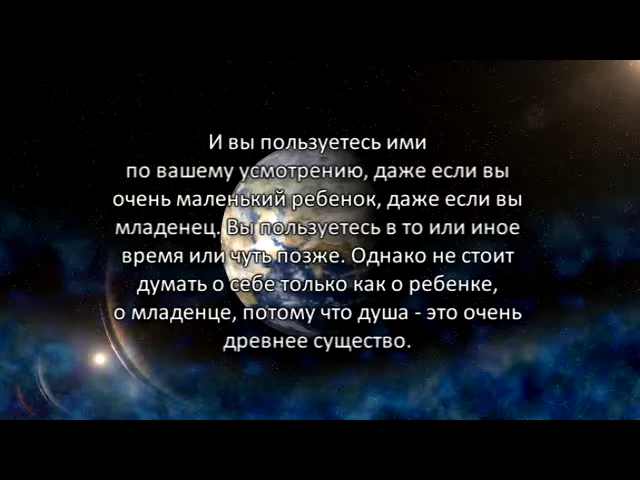 И вы пользуетесь ими
по вашему усмотрению, даже если вы
очень маленький ребенок, даже если вы
младенец. Вы пользуетесь в то или иное
время или чуть позже. Однако не стоит
думать о себе только как о ребенке,
о младенце, потому что душа - это очень
древнее существо.